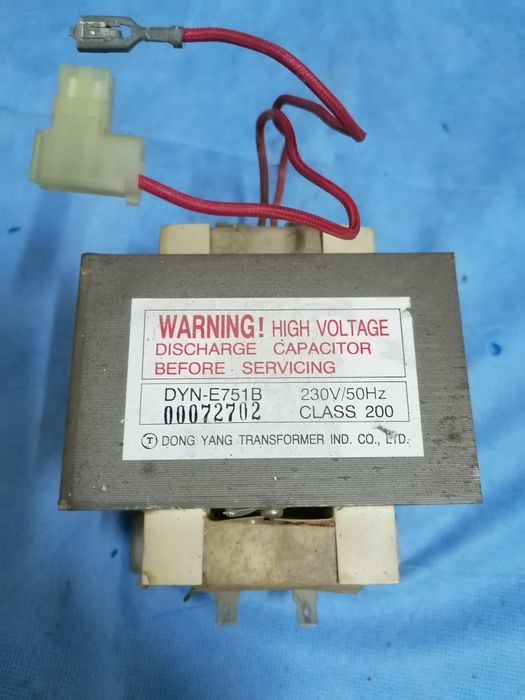 WARNING! HIGH VOLTAGE
DISCHARGE CAPACITOR
BEFORE SERVICING
DYN-E751B 230V/50Hz
00072702 CLASS 200
T DONG YANG TRANSFORMER IND. CO., LTD.